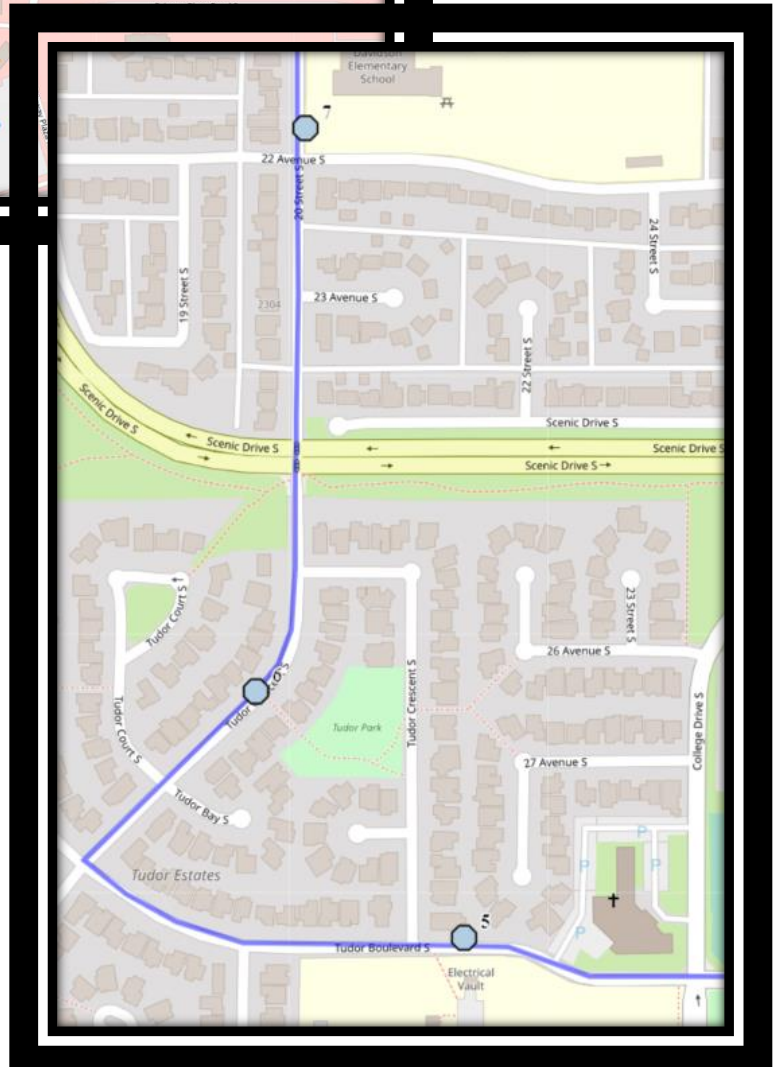 Davidson
Elementary
School
7
22 Avenue S
20 Street S
24 Street S
19 Street S
2304
23 Avenue S
22 Street S
Scenic Drive S
Scenic Drive S
Scenic Drive S
Scenic Drive S
Scenic Drive S
Tudor Court S
23 Street S
26 Avenue S
Tudor
Tudor Crescent S
Tudor Park
College Drive S
Tudor Court S
27 Avenue S
Tudor Bay S
P
P
P
Tudor Estates
5
Tudor Boulevard S
Electrical
Vault